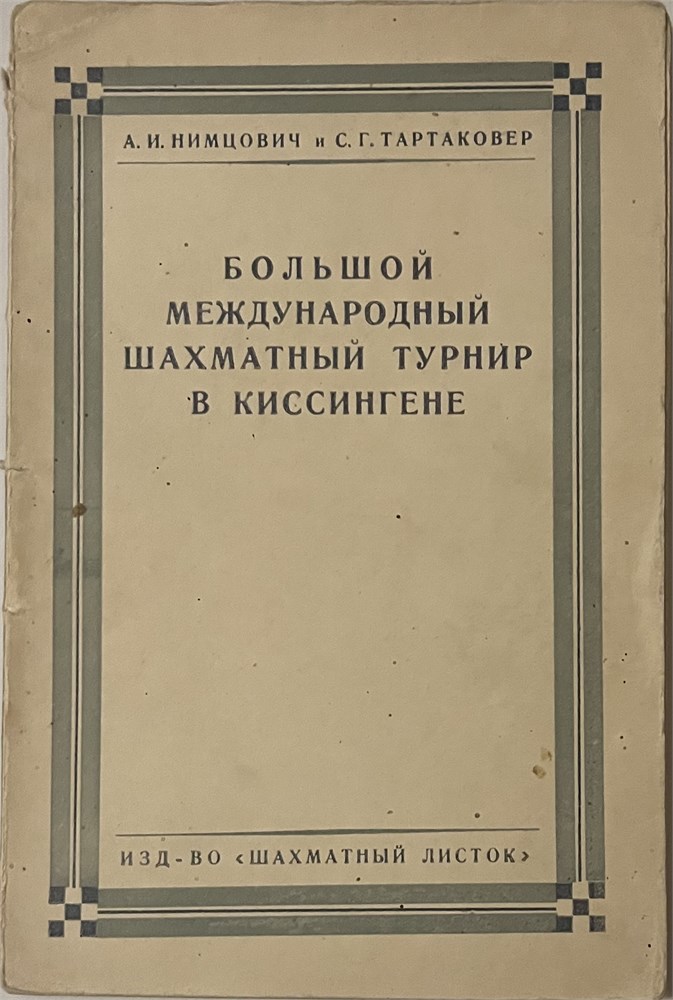 А. И. НИМЦОВИЧ и С. Г. ТАРТАКОВЕР
БОЛЬШОЙ
МЕЖДУНАРОДНЫЙ
ШАХМАТНЫЙ ТУРНИР
В КИССИНГЕНЕ
ИЗД-ВО «ШАХМАТНЫЙ ЛИСТОК»